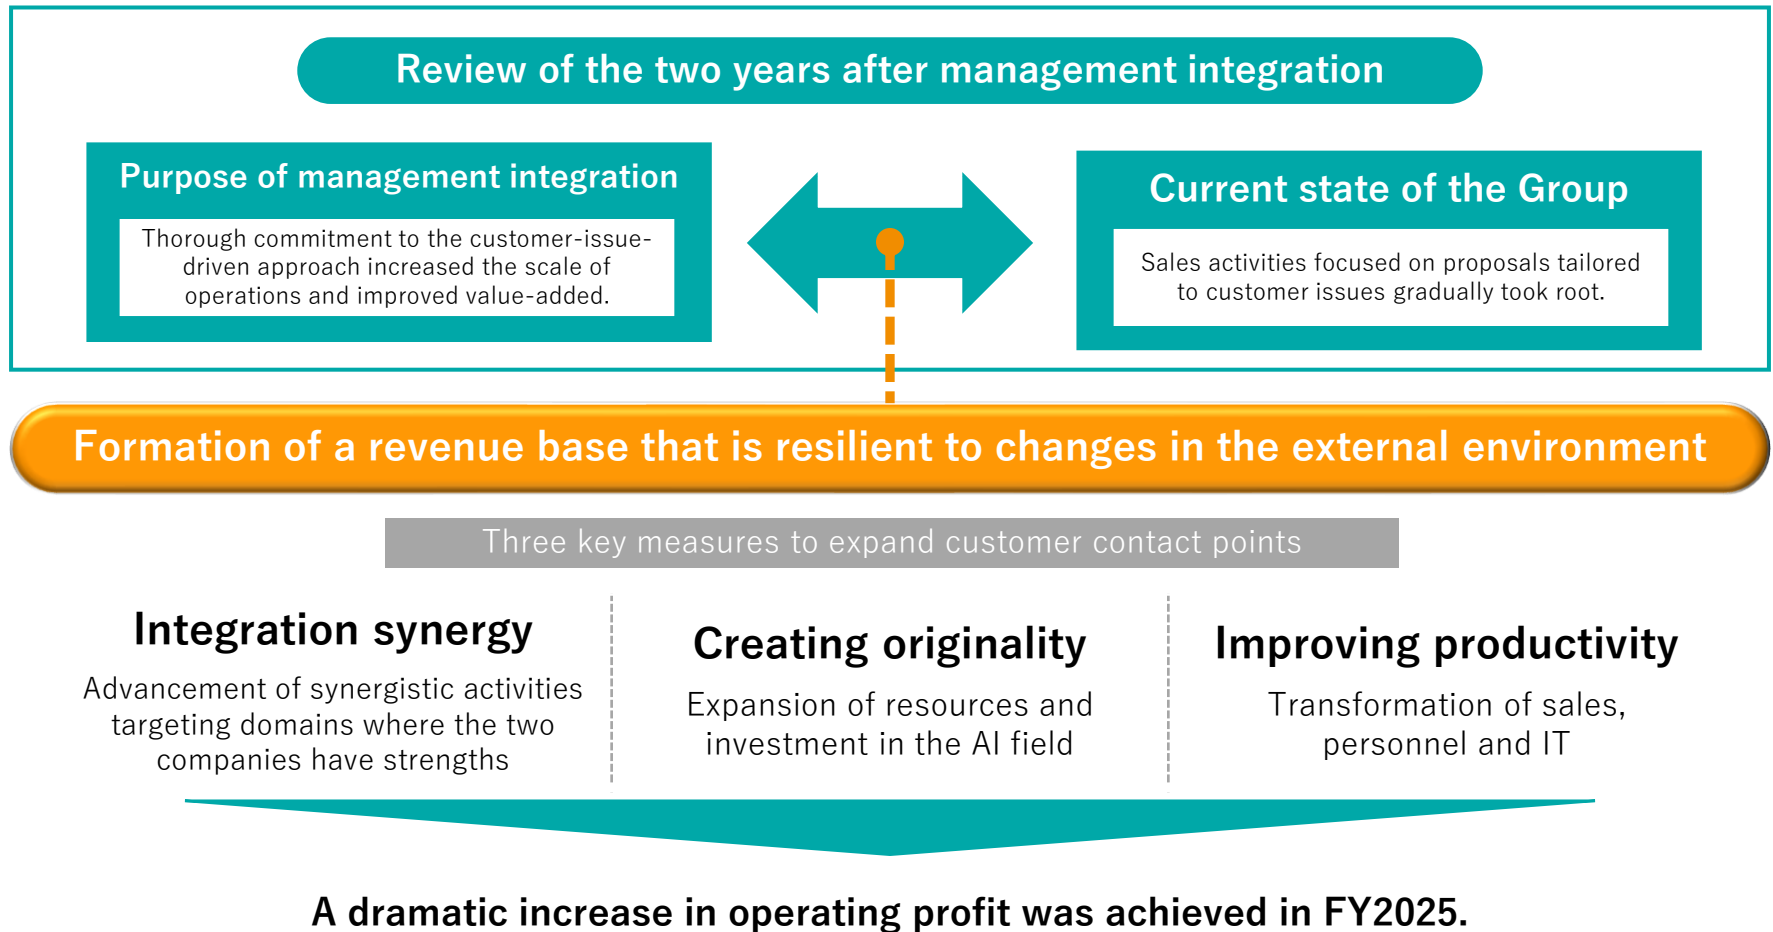 Review of the two years after management integration
Purpose of management integration
Thorough commitment to the customer-issue-
driven approach increased the scale of
operations and improved value-added.
Current state of the Group
Sales activities focused on proposals tailored
to customer issues gradually took root.
Formation of a revenue base that is resilient to changes in the external environment
Three key measures to expand customer contact points
Integration synergy
Advancement of synergistic activities
targeting domains where the two
companies have strengths
Creating originality
Expansion of resources and
investment in the AI field
Improving productivity
Transformation of sales,
personnel and IT
A dramatic increase in operating profit was achieved in FY2025.